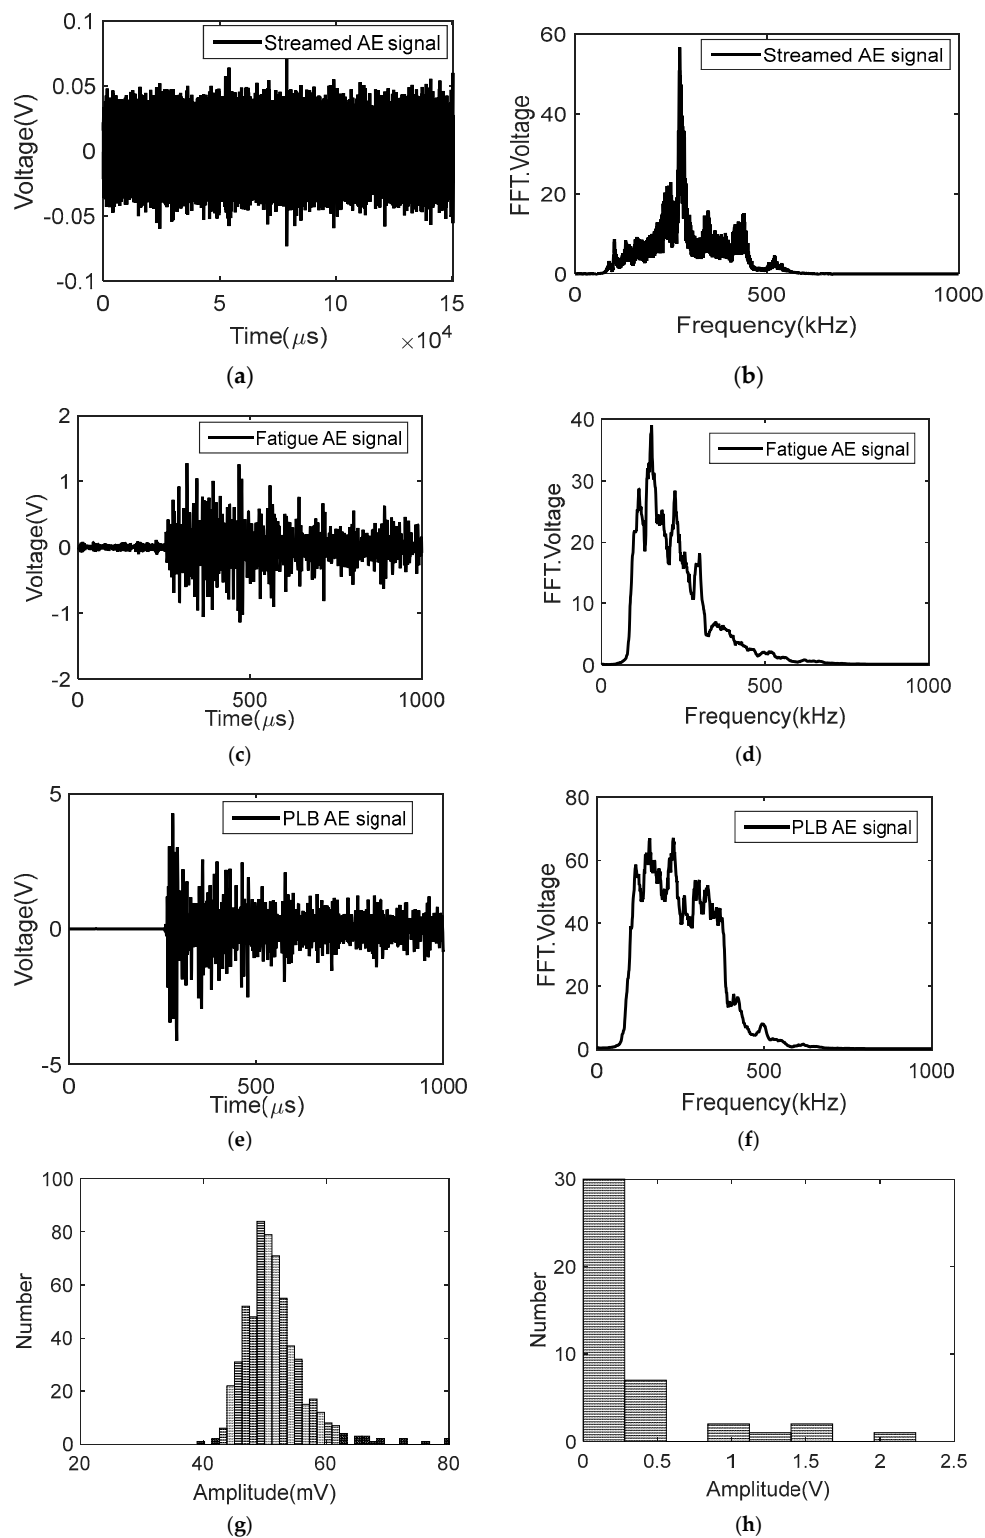 0.1
0.05
0
-0.05
-0.1
Voltage(V)
Streamed AE signal
0 5 10 15
Time(μs)
×10⁴
(a)
60
40
20
0
FFT.Voltage
Streamed AE signal
0 500 1000
Frequency(kHz)
(b)
2
1
0
-1
-2
Voltage(V)
Fatigue AE signal
0 500 1000
Time(μs)
(c)
40
30
20
10
0
FFT.Voltage
Fatigue AE signal
0 500 1000
Frequency(kHz)
(d)
5
0
-5
Voltage(V)
PLB AE signal
0 500 1000
Time(μs)
(e)
80
60
40
20
0
FFT.Voltage
PLB AE signal
0 500 1000
Frequency(kHz)
(f)
100
80
60
40
20
0
Number
20 40 60 80
Amplitude(mV)
(g)
30
20
10
0
Number
0 0.5 1 1.5 2 2.5
Amplitude(V)
(h)